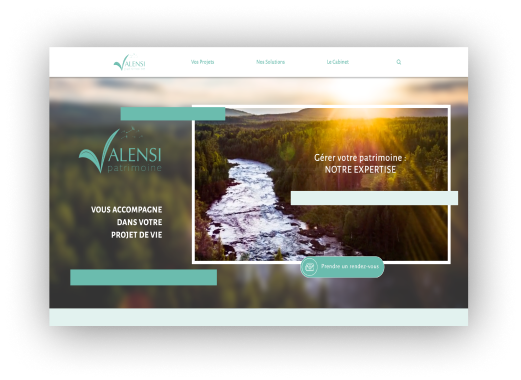 VALENSI
Vos Projets
Nos Solutions
Le Cabinet
VALENSI
patrimoine
VOUS ACCOMPAGNE
DANS VOTRE
PROJET DE VIE
Gérer votre patrimoine :
NOTRE EXPERTISE
Prendre un rendez-vous